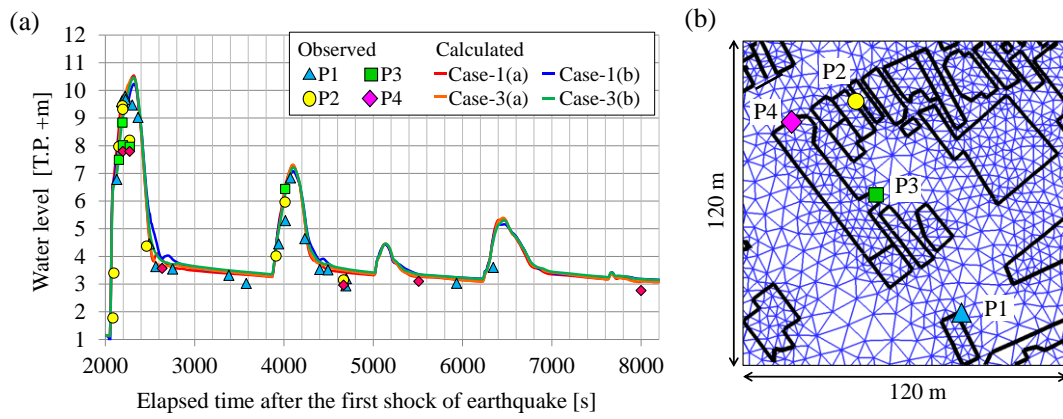 (a)
Water level [T.P. +m]
12
11
10
9
8
7
6
5
4
3
2
1
Observed
P1
P3
P2
P4
Calculated
Case-1(a)
Case-1(b)
Case-3(a)
Case-3(b)
2000 3000 4000 5000 6000 7000 8000
Elapsed time after the first shock of earthquake [s]
(b)
P2
P4
P3
P1
120 m
120 m